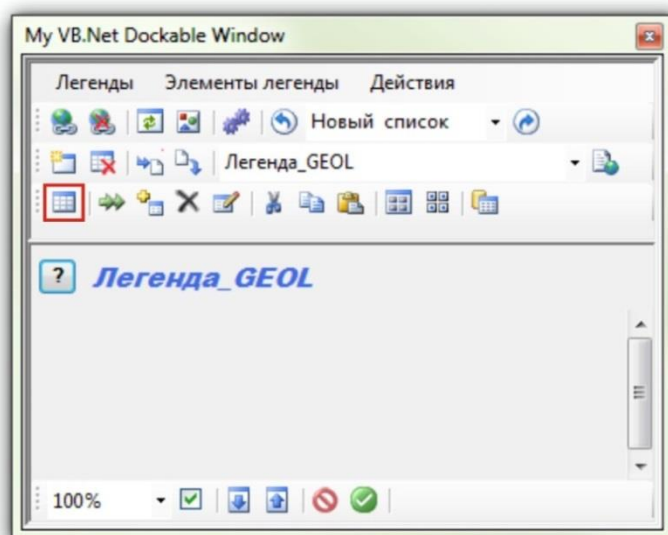 My VB.Net Dockable Window
Легенды Элементы легенды Действия
Новый список
Легенда_GEOL
? Легенда_GEOL
100%